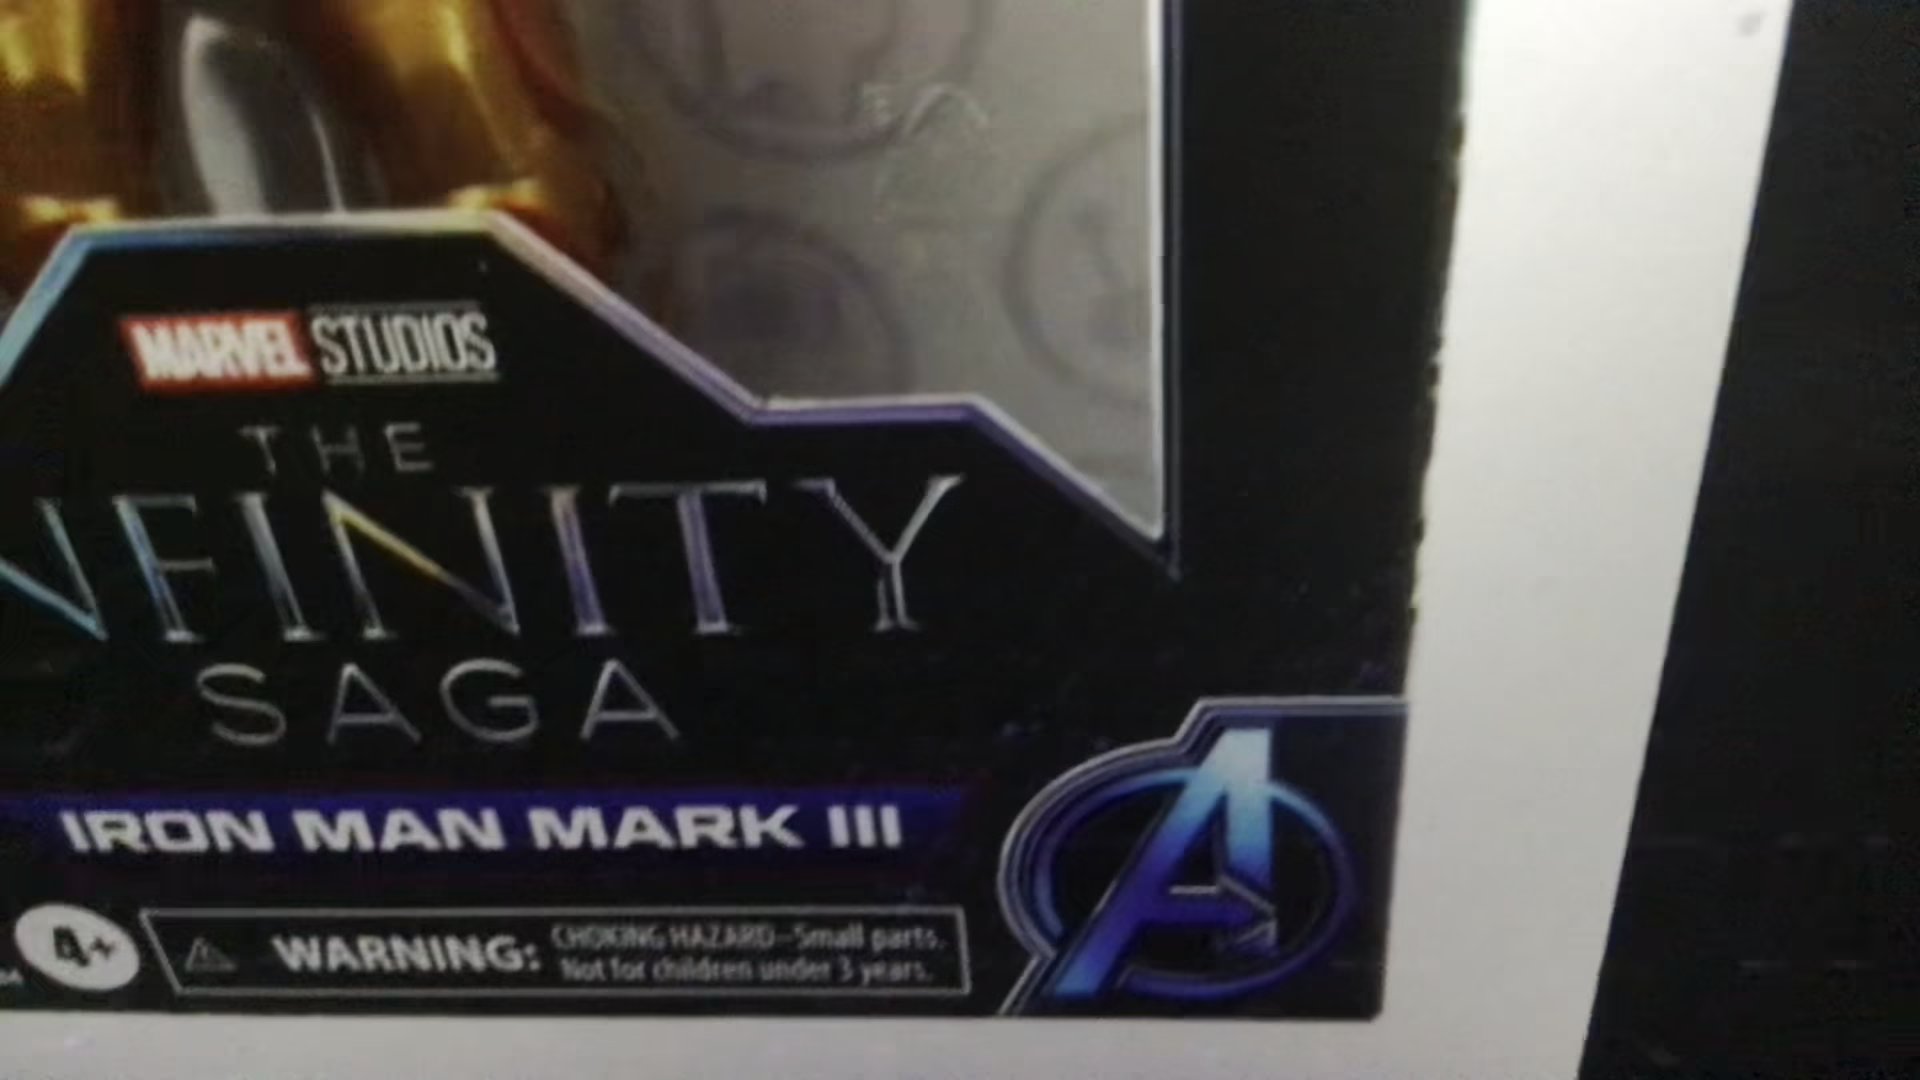 MARVEL STUDIOS
THE
NFINITY
SAGA
IRON MAN MARK III
4+
WARNING: CHOKING HAZARD–Small parts.
Not for children under 3 years.